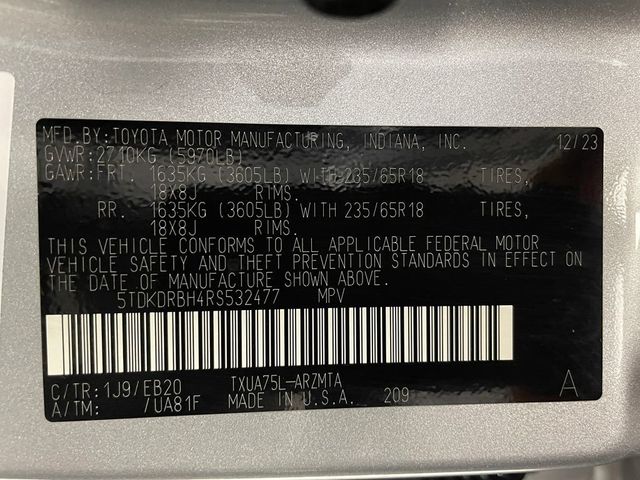 MFD BY:TOYOTA MOTOR MANUFACTURING, INDIANA, INC. 12/23
GVWR:2710KG (5970LB)
GAWR:FRT. 1635KG (3605LB) WITH 235/65R18 TIRES,
18X8J RIMS.
RR. 1635KG (3605LB) WITH 235/65R18 TIRES,
18X8J RIMS.
THIS VEHICLE CONFORMS TO ALL APPLICABLE FEDERAL MOTOR
VEHICLE SAFETY AND THEFT PREVENTION STANDARDS IN EFFECT ON
THE DATE OF MANUFACTURE SHOWN ABOVE.
5TDKDRBH4RS532477 MPV
C/TR:1J9/EB20 TXUA75L-ARZMTA A
A/TM: /UA81F MADE IN U.S.A. 209